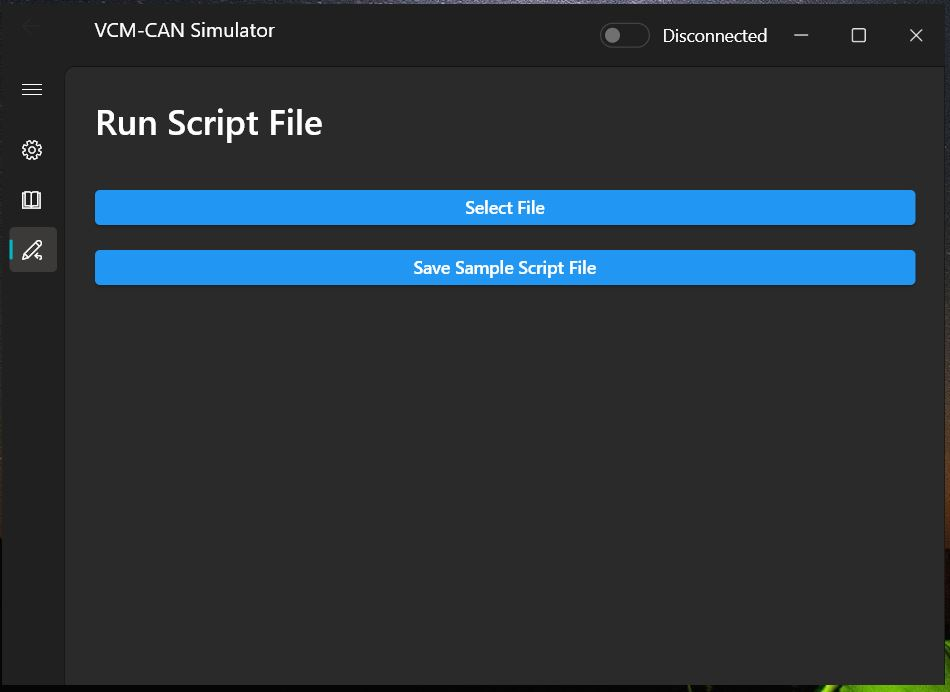 VCM-CAN Simulator
Disconnected
Run Script File
Select File
Save Sample Script File